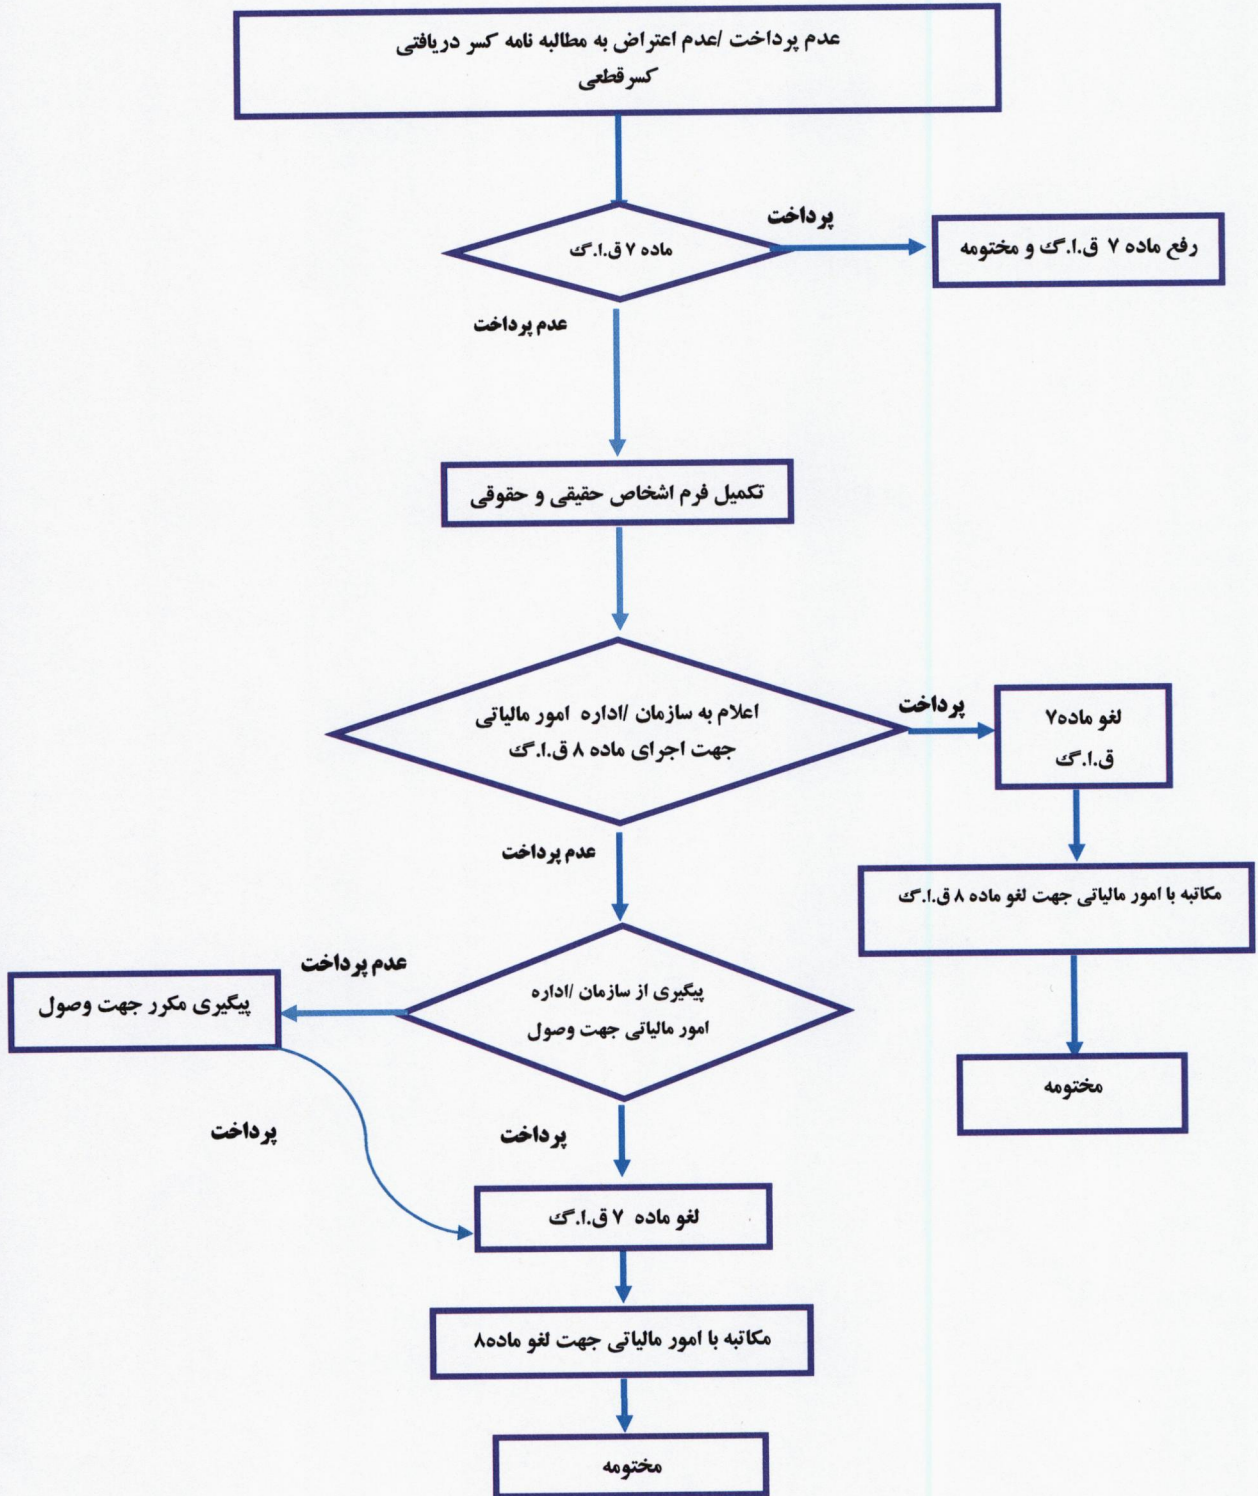 عدم پرداخت /عدم اعتراض به مطالبه نامه کسر دریافتی
کسرقطعی
پرداخت
ماده ۷ ق.ا.گ
رفع ماده ۷ ق.ا.گ و مختومه
عدم پرداخت
تکمیل فرم اشخاص حقیقی و حقوقی
اعلام به سازمان /اداره امور مالیاتی
جهت اجرای ماده ۸ ق.ا.گ
پرداخت
لغو ماده۷
ق.ا.گ
مکاتبه با امور مالیاتی جهت لغو ماده ۸ ق.ا.گ
مختومه
عدم پرداخت
پیگیری از سازمان /اداره
امور مالیاتی جهت وصول
عدم پرداخت
پیگیری مکرر جهت وصول
پرداخت
پرداخت
لغو ماده ۷ ق.ا.گ
مکاتبه با امور مالیاتی جهت لغو ماده۸
مختومه